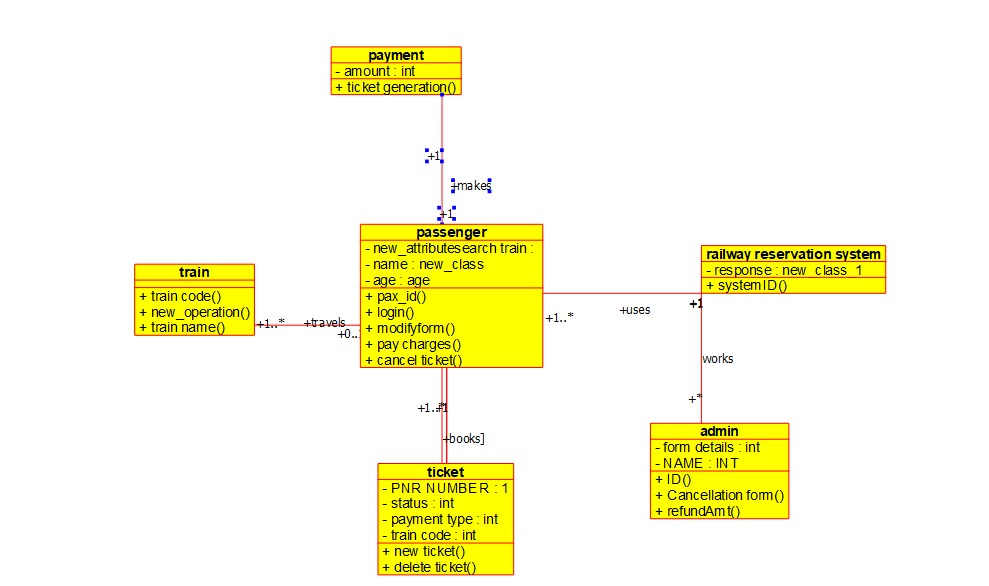 payment
- amount : int
+ ticket generation()
+1
+makes
+1
passenger
- new_attributesearch train :
- name : new_class
- age : age
+ pax_id()
+ login()
+ modifyform()
+ pay charges()
+ cancel ticket()
railway reservation system
- response : new_class_1
+ systemID()
train
+ train code()
+ new_operation()
+ train name()
+1..*
+travels
+0..
+1..*
+uses
+1
works
+*
admin
- form details : int
- NAME : INT
+ ID()
+ Cancellation form()
+ refundAmt()
+1..
+books]
ticket
- PNR NUMBER : 1
- status : int
- payment type : int
- train code : int
+ new ticket()
+ delete ticket()